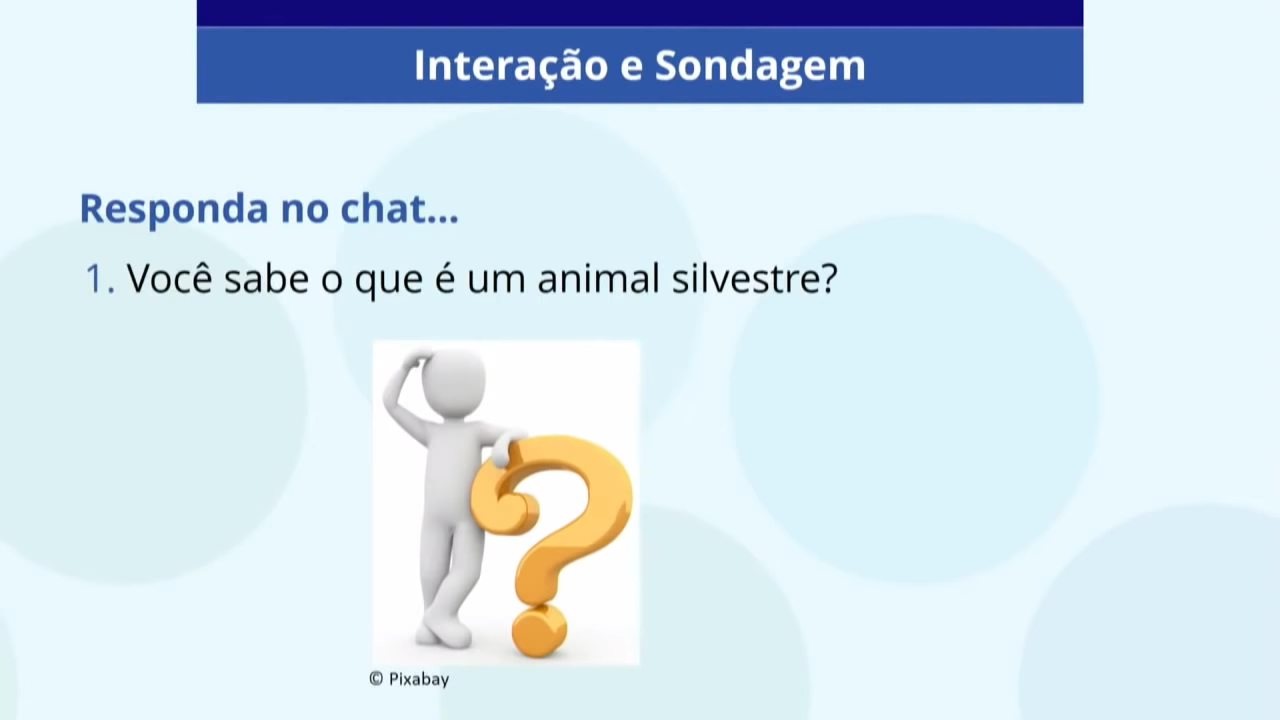 Interação e Sondagem
Responda no chat...
1. Você sabe o que é um animal silvestre?
© Pixabay